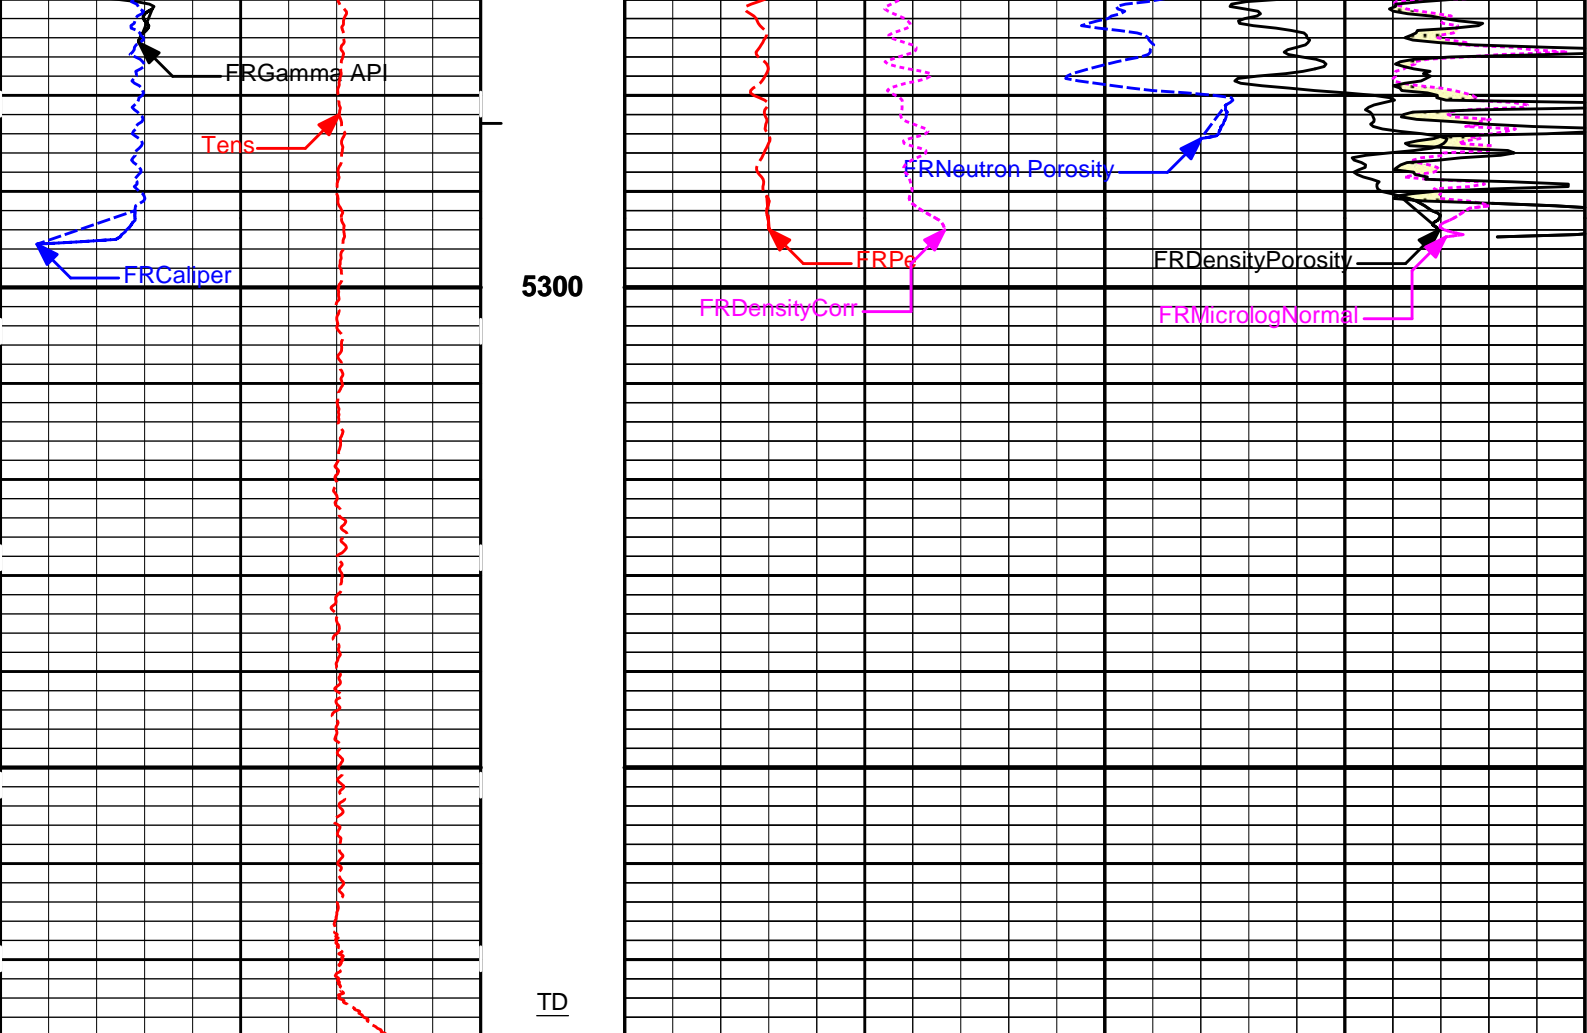 FRGamma API
Tens
FRNeutron Porosity
FRPe
FRDensityPorosity
FRCaliper
5300
FRDensityCorr
FRMicrologNormal
TD